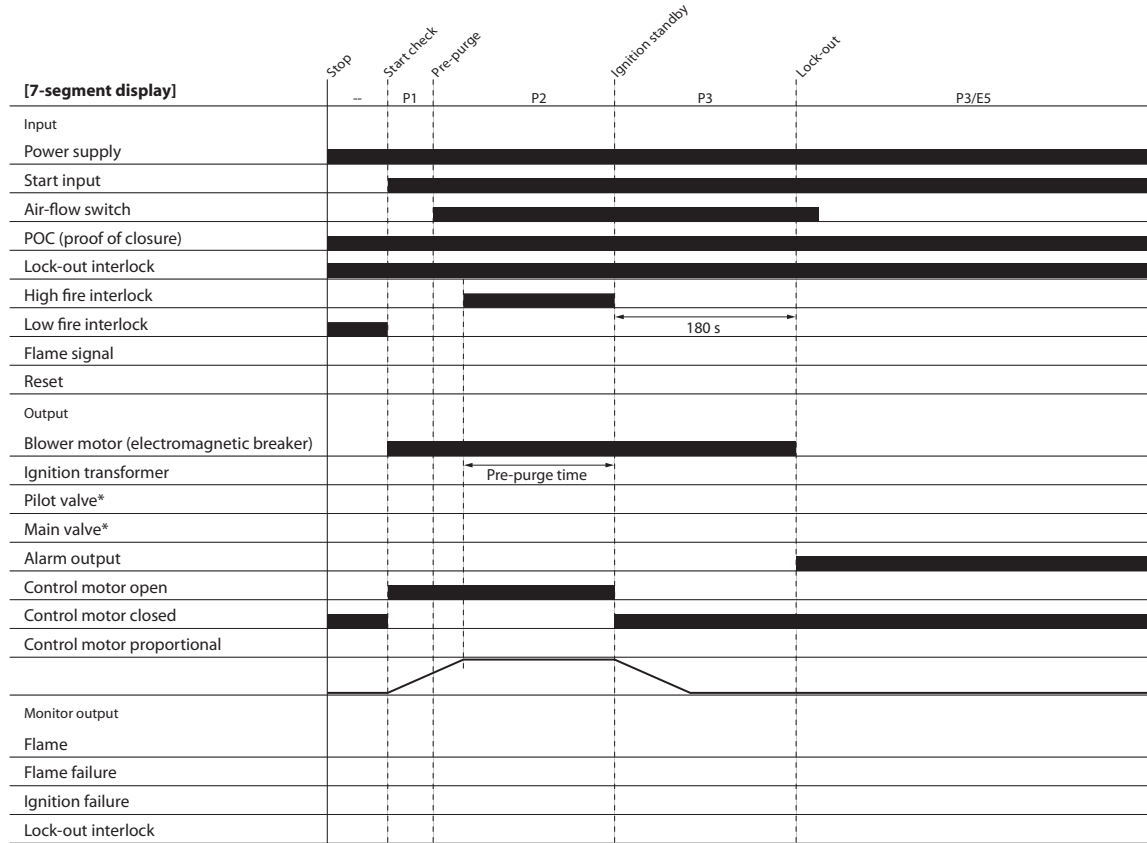 Stop
Start check
Pre-purge
Ignition standby
Lock-out
[7-segment display]
-- P1 P2 P3 P3/E5
Input
Power supply
Start input
Air-flow switch
POC (proof of closure)
Lock-out interlock
High fire interlock
Low fire interlock
180 s
Flame signal
Reset
Output
Blower motor (electromagnetic breaker)
Ignition transformer
Pre-purge time
Pilot valve*
Main valve*
Alarm output
Control motor open
Control motor closed
Control motor proportional
Monitor output
Flame
Flame failure
Ignition failure
Lock-out interlock